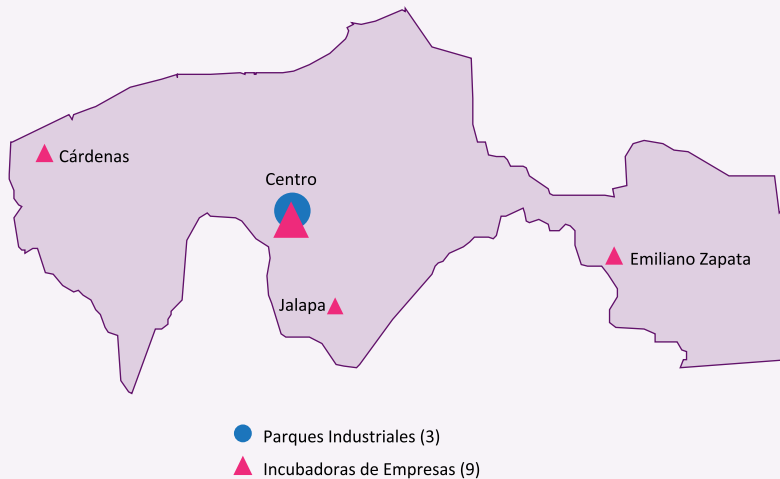 Cárdenas
Centro
Emiliano Zapata
Jalapa
Parques Industriales (3)
Incubadoras de Empresas (9)